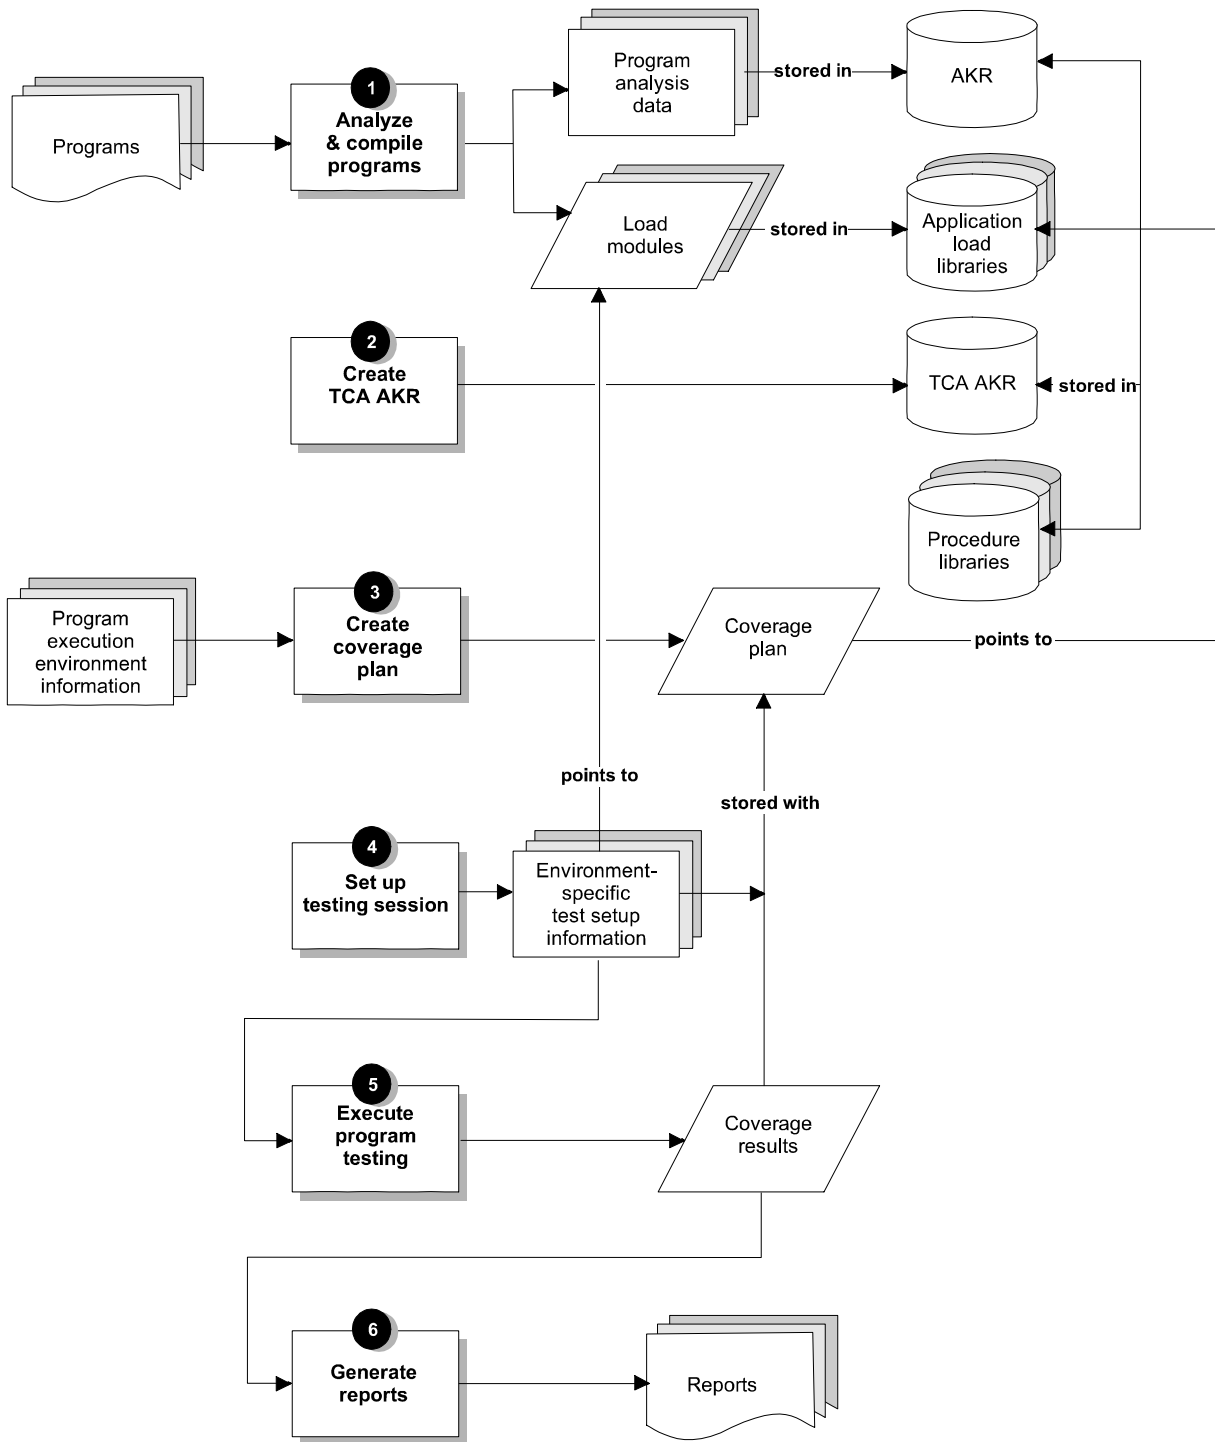 Programs
1
Analyze
& compile
programs
Program
analysis
data
stored in
AKR
Load
modules
stored in
Application
load
libraries
2
Create
TCA AKR
TCA AKR
stored in
Procedure
libraries
Program
execution
environment
information
3
Create
coverage
plan
Coverage
plan
points to
points to
stored with
4
Set up
testing session
Environment-
specific
test setup
information
5
Execute
program
testing
Coverage
results
6
Generate
reports
Reports